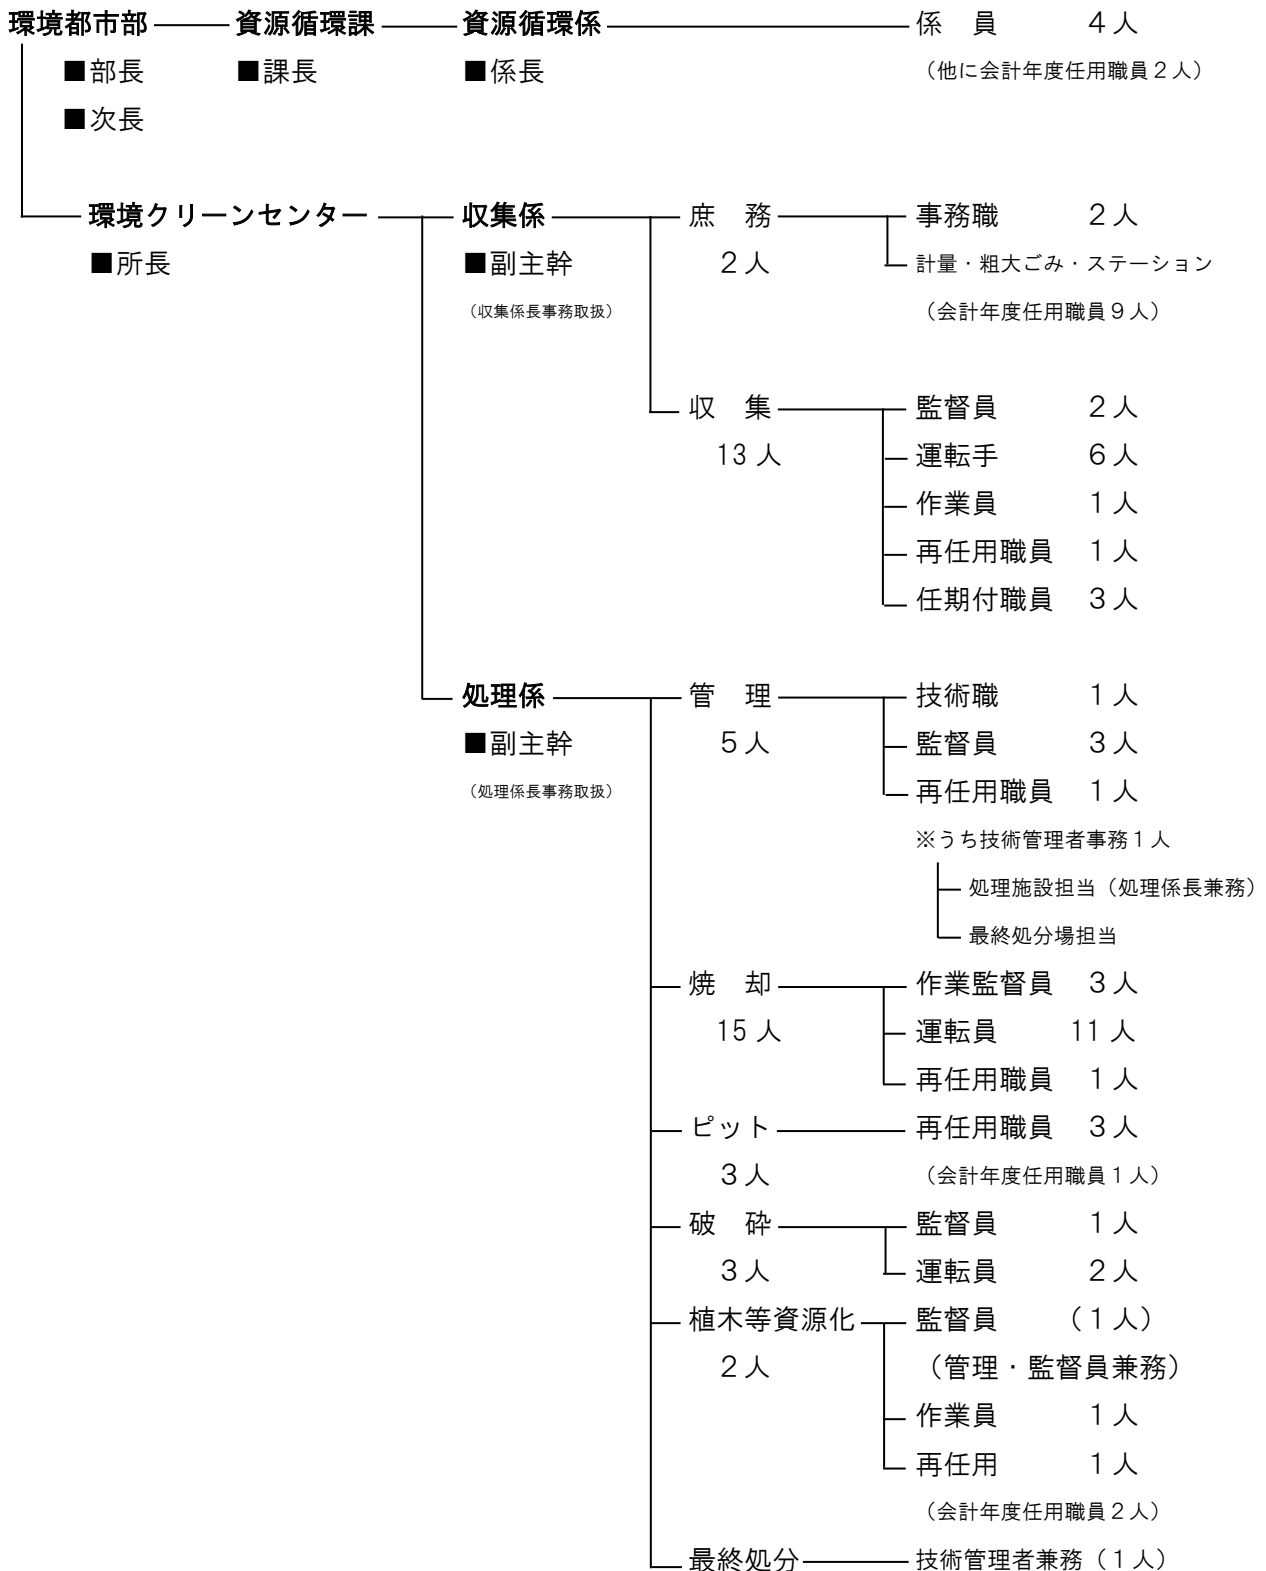 環境都市部 資源循環課 資源循環係 係　員 4人
■部長 ■課長 ■係長 （他に会計年度任用職員２人）
■次長
環境クリーンセンター 収集係 庶　務 事務職 2人
■所長 ■副主幹 2人 計量・粗大ごみ・ステーション
（収集係長事務取扱） （会計年度任用職員９人）
収　集 監督員 2人
13人 運転手 6人
作業員 1人
再任用職員 1人
任期付職員 3人
処理係 管　理 技術職 1人
■副主幹 5人 監督員 3人
（処理係長事務取扱） 再任用職員 1人
※うち技術管理者事務１人
処理施設担当（処理係長兼務）
最終処分場担当
焼　却 作業監督員 3人
15人 運転員 11人
再任用職員 1人
ピット 再任用職員 3人
3人 （会計年度任用職員１人）
破　砕 監督員 1人
3人 運転員 2人
植木等資源化 監督員 （1人）
2人 （管理・監督員兼務）
作業員 1人
再任用 1人
（会計年度任用職員２人）
最終処分 技術管理者兼務（１人）